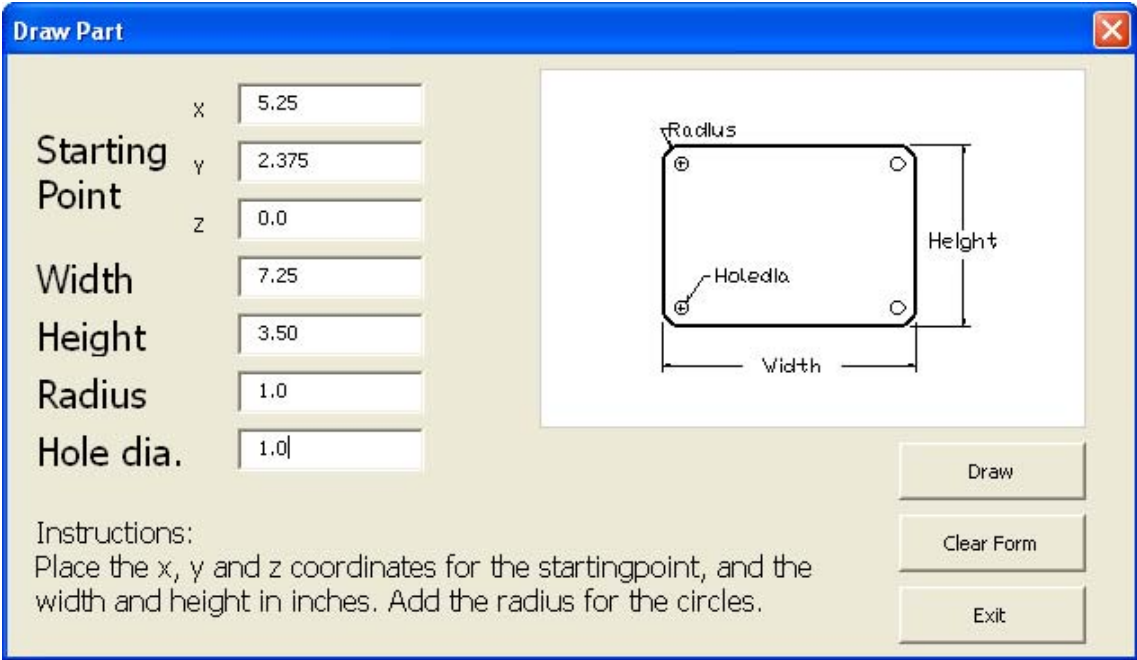 Draw Part
Starting
Point
X
5.25
Y
2.375
Z
0.0
Width
7.25
Height
3.50
Radius
1.0
Hole dia.
1.0
Radius
Holedia
Height
Width
Draw
Clear Form
Exit
Instructions:
Place the x, y and z coordinates for the startingpoint, and the
width and height in inches. Add the radius for the circles.